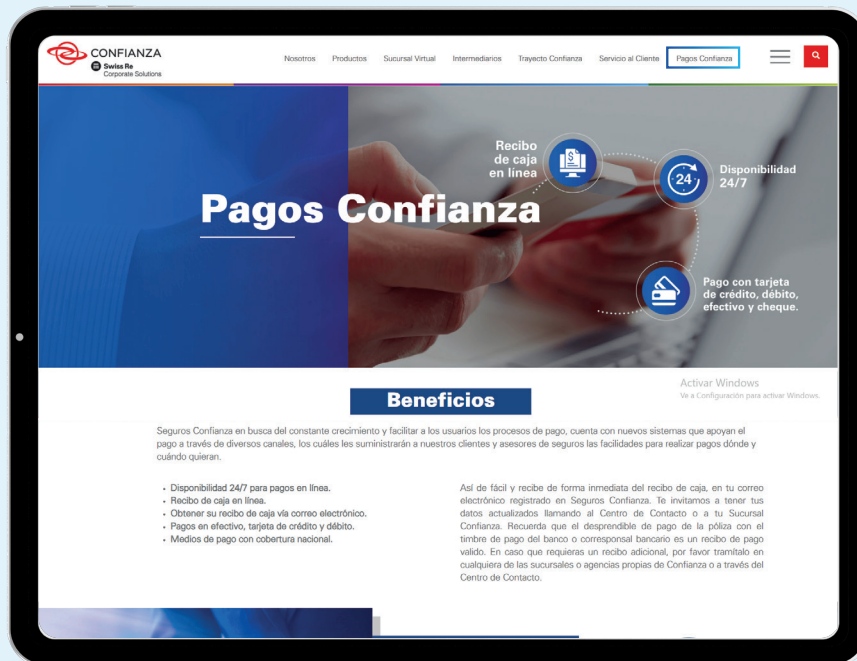 CONFIANZA
Swiss Re
Corporate Solutions
Nosotros Productos Sucursal Virtual Intermediarios Trayecto Confianza Servicio al Cliente Pagos Confianza
Recibo
de caja
en línea
24
Disponibilidad
24/7
Pagos Confianza
Pago con tarjeta
de crédito, débito,
efectivo y cheque.
Activar Windows
Ve a Configuración para activar Windows.
Beneficios
Seguros Confianza en busca del constante crecimiento y facilitar a los usuarios los procesos de pago, cuenta con nuevos sistemas que apoyan el
pago a través de diversos canales, los cuáles les suministrarán a nuestros clientes y asesores de seguros las facilidades para realizar pagos dónde y
cuándo quieran.
• Disponibilidad 24/7 para pagos en línea.
• Recibo de caja en línea.
• Obtener su recibo de caja vía correo electrónico.
• Pagos en efectivo, tarjeta de crédito y débito.
• Medios de pago con cobertura nacional.
Así de fácil y recibe de forma inmediata del recibo de caja, en tu correo
electrónico registrado en Seguros Confianza. Te invitamos a tener tus
datos actualizados llamando al Centro de Contacto o a tu Sucursal
Confianza. Recuerda que el desprendible de pago de la póliza con el
timbre de pago del banco o corresponsal bancario es un recibo de pago
valido. En caso que requieras un recibo adicional, por favor tramítalo en
cualquiera de las sucursales o agencias propias de Confianza o a través del
Centro de Contacto.